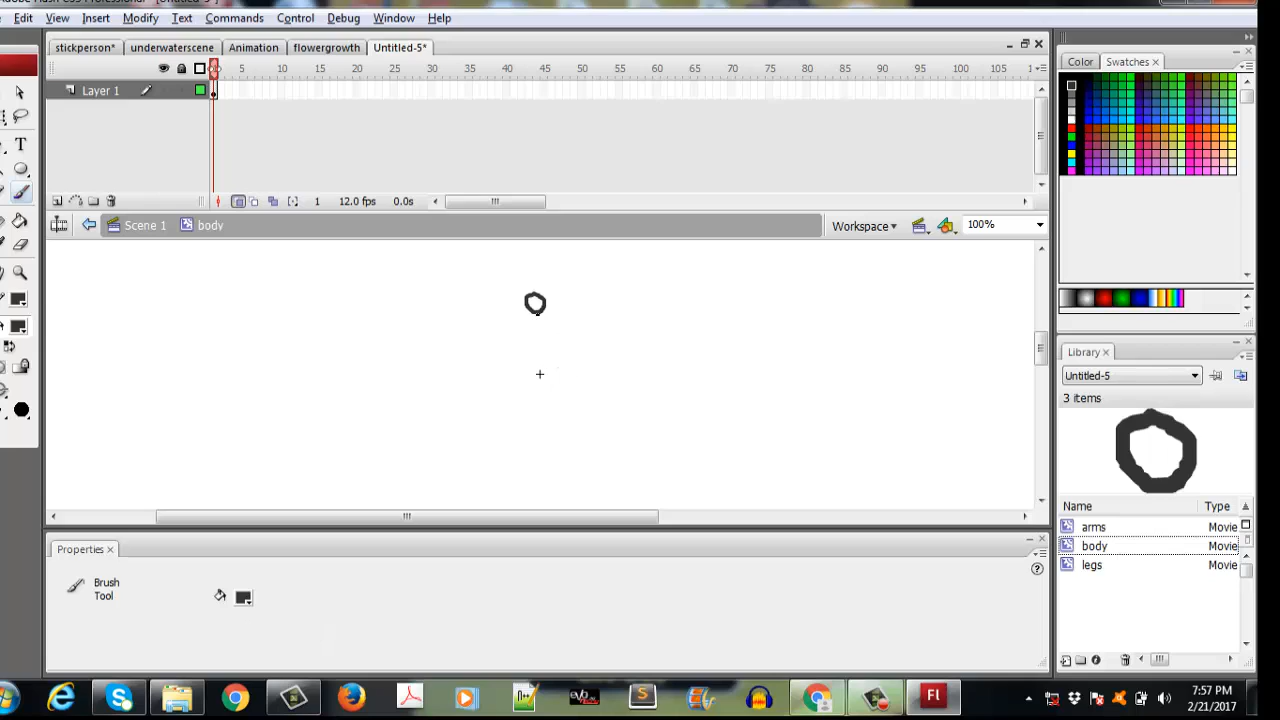 Edit View Insert Modify Text Commands Control Debug Window Help
stickperson* underwaterscene Animation flowergrowth Untitled-5*
5 10 15 20 25 30 35 40 45 50 55 60 65 70 75 80 85 90 95 100 105 1
Layer 1
1 12.0 fps 0.0s
Scene 1 body Workspace 100%
Color Swatches
Library
Untitled-5
3 items
Name Type
arms Movie
body Movie
legs Movie
Properties
Brush
Tool
T
S
Fl
7:57 PM
2/21/2017